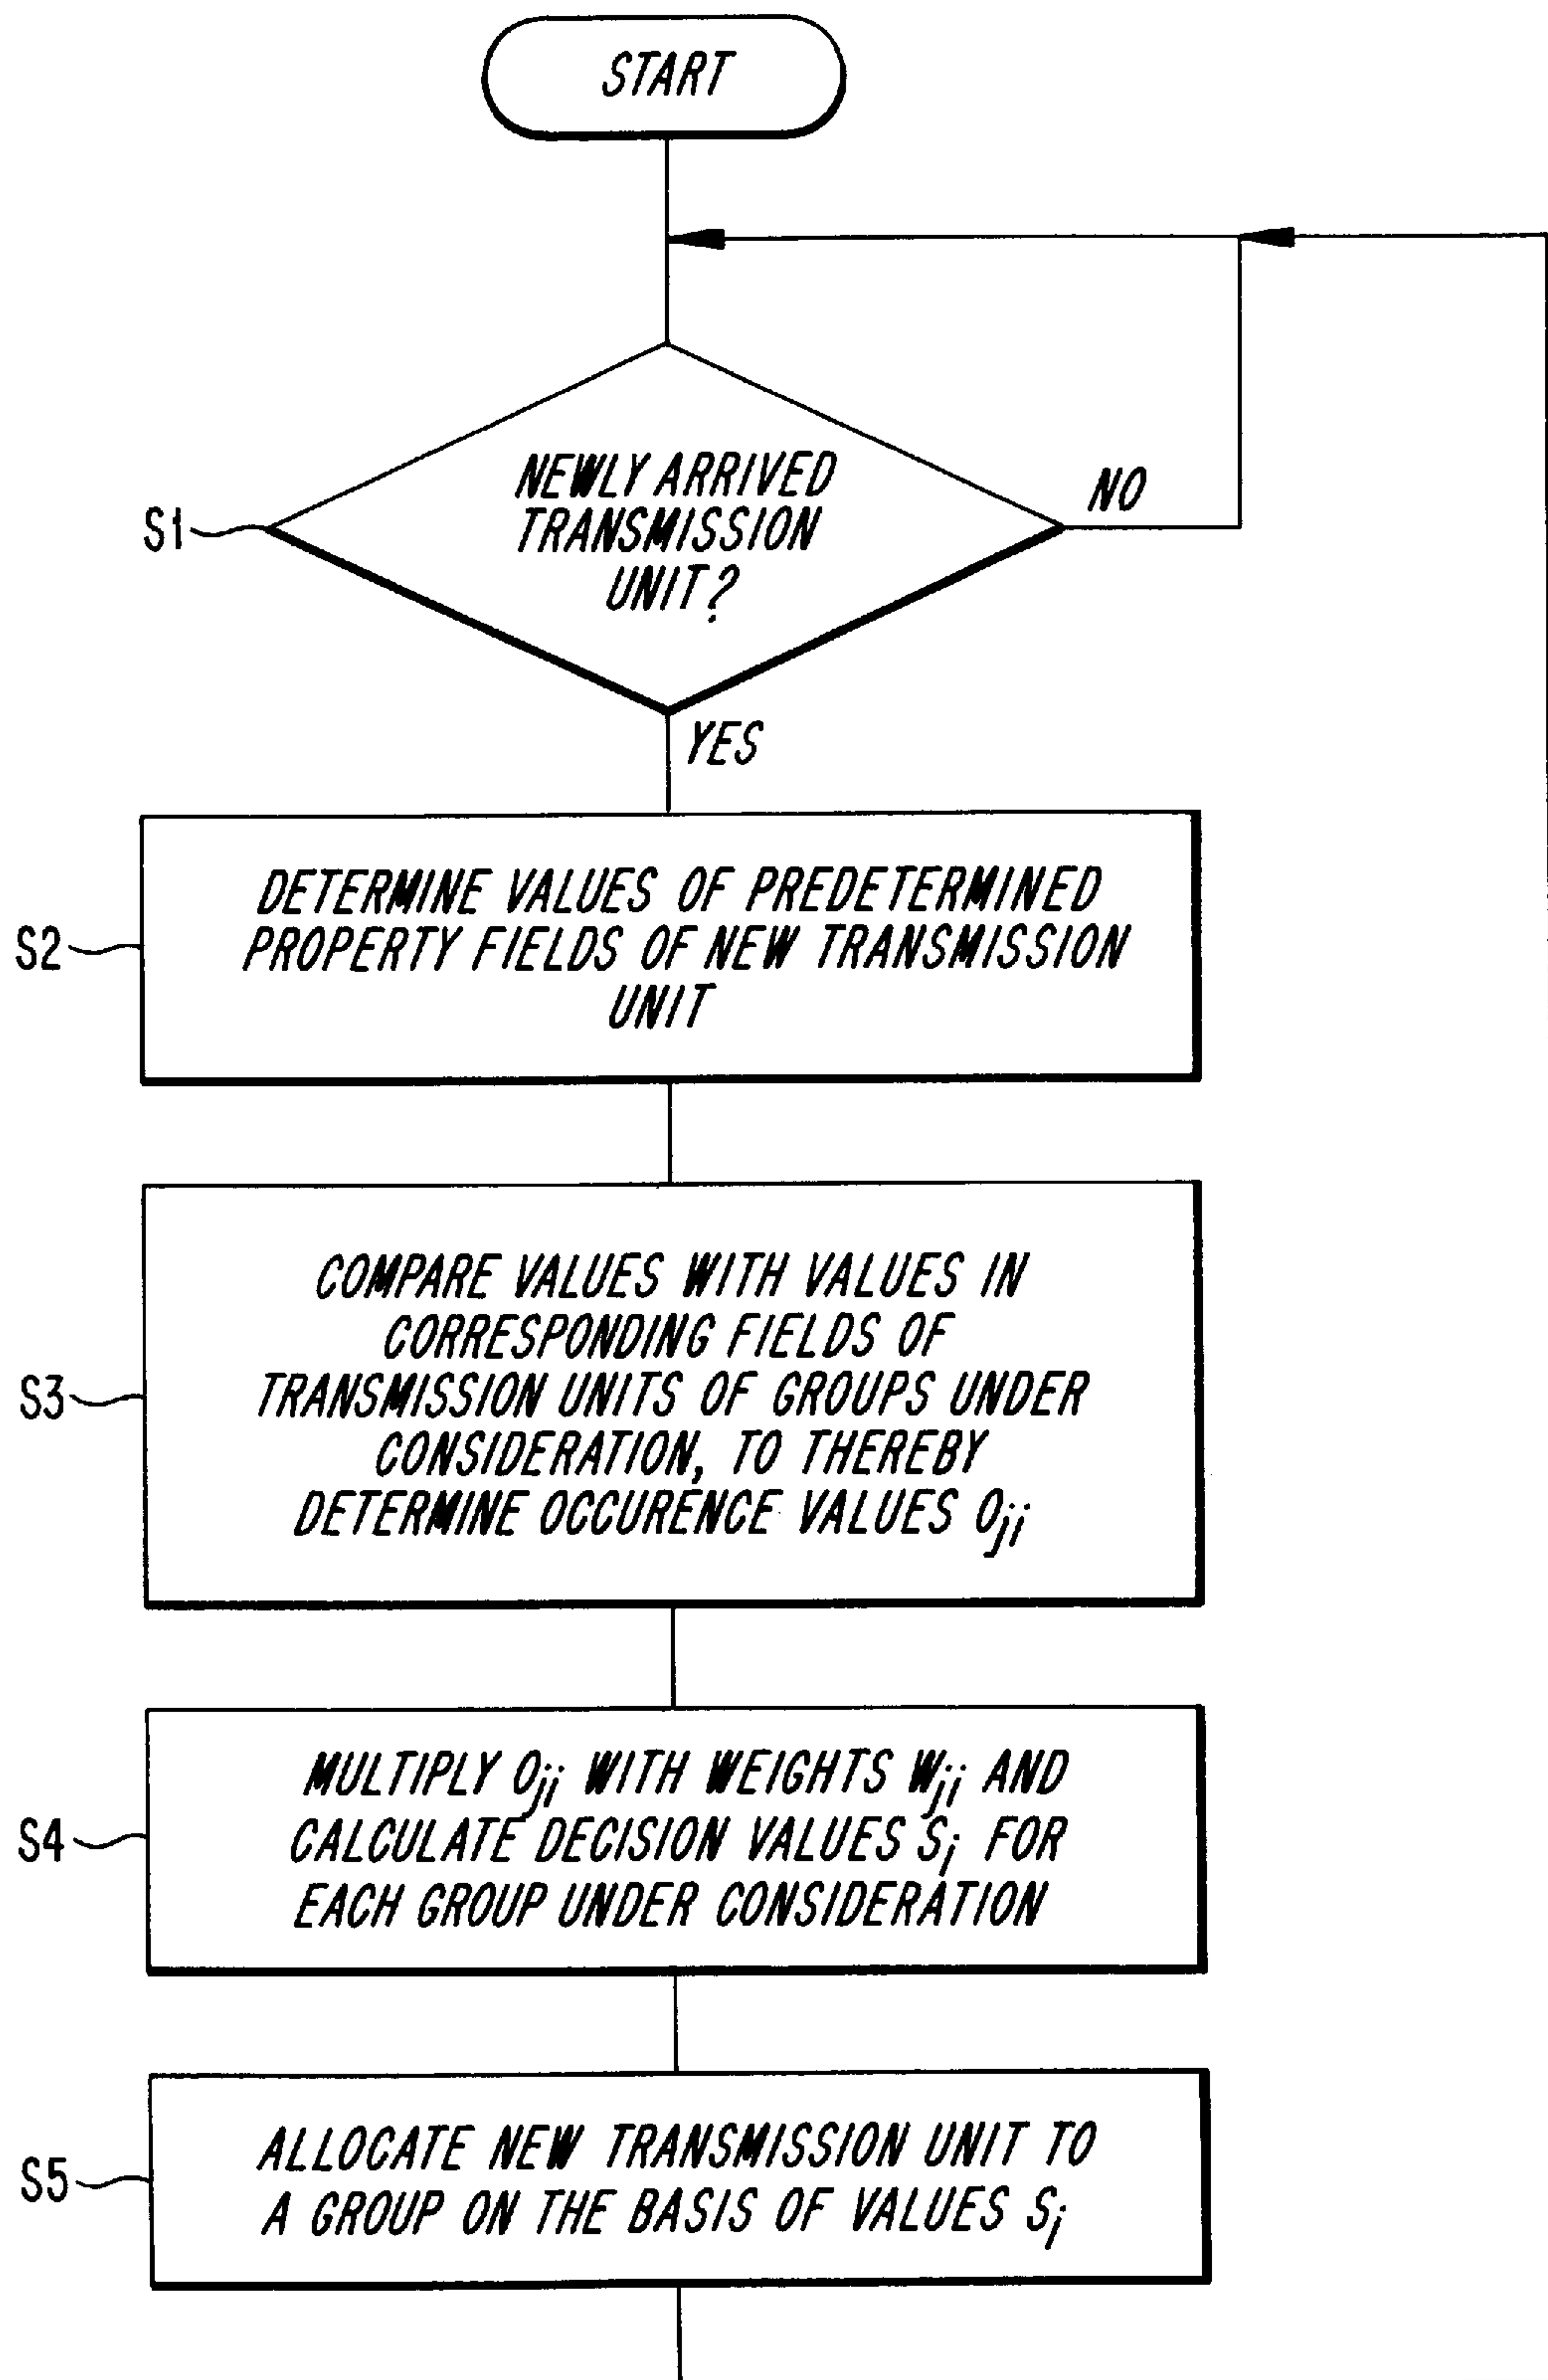 START
NEWLY ARRIVED
TRANSMISSION
UNIT?
NO
S1
YES
DETERMINE VALUES OF PREDETERMINED
PROPERTY FIELDS OF NEW TRANSMISSION
UNIT
S2
COMPARE VALUES WITH VALUES IN
CORRESPONDING FIELDS OF
TRANSMISSION UNITS OF GROUPS UNDER
CONSIDERATION, TO THEREBY
DETERMINE OCCURENCE VALUES Oji
S3
MULTIPLY Oji WITH WEIGHTS Wji AND
CALCULATE DECISION VALUES Si FOR
EACH GROUP UNDER CONSIDERATION
S4
ALLOCATE NEW TRANSMISSION UNIT TO
A GROUP ON THE BASIS OF VALUES Si
S5